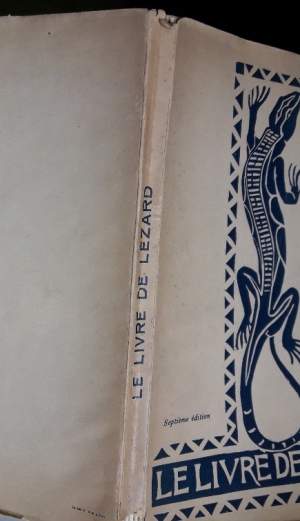 LE LIVRE DE LEZARD
Septième édition
LE LIVRE DE